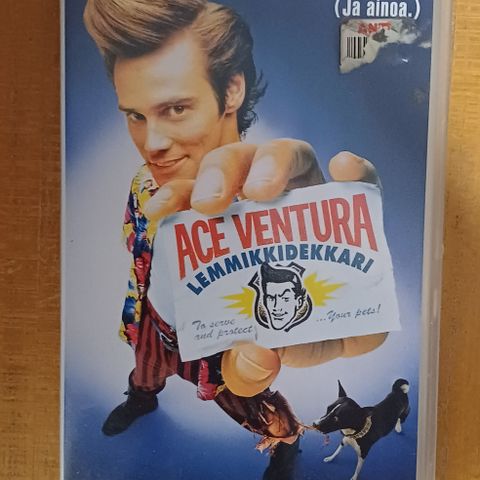 (Ja ainoa.)
ACE VENTURA
LEMMIKKIDEKKARI
To serve
and protect
...Your pets!